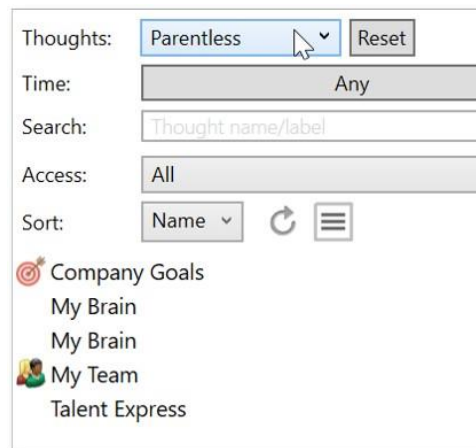 Thoughts: Parentless Reset
Time: Any
Search: Thought name/label
Access: All
Sort: Name
Company Goals
My Brain
My Brain
My Team
Talent Express